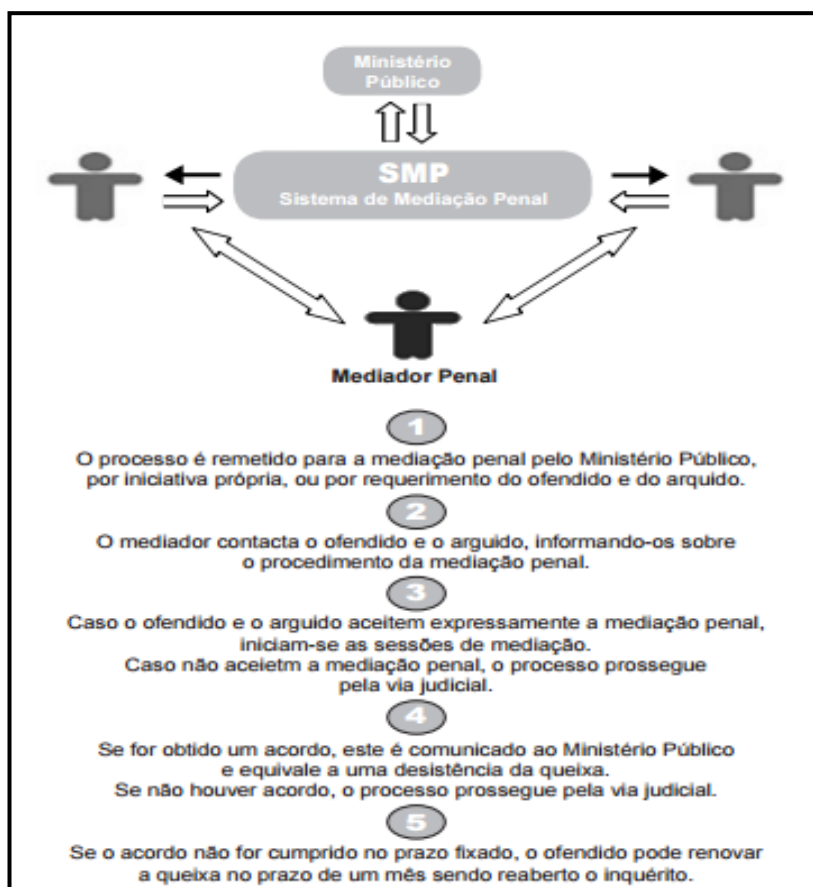 Ministério
Público
SMP
Sistema de Mediação Penal
Mediador Penal
1
O processo é remetido para a mediação penal pelo Ministério Público,
por iniciativa própria, ou por requerimento do ofendido e do arquido.
2
O mediador contacta o ofendido e o arguido, informando-os sobre
o procedimento da mediação penal.
3
Caso o ofendido e o arguido aceitem expressamente a mediação penal,
iniciam-se as sessões de mediação.
Caso não aceietm a mediação penal, o processo prossegue
pela via judicial.
4
Se for obtido um acordo, este é comunicado ao Ministério Público
e equivale a uma desistência da queixa.
Se não houver acordo, o processo prossegue pela via judicial.
5
Se o acordo não for cumprido no prazo fixado, o ofendido pode renovar
a queixa no prazo de um mês sendo reaberto o inquérito.